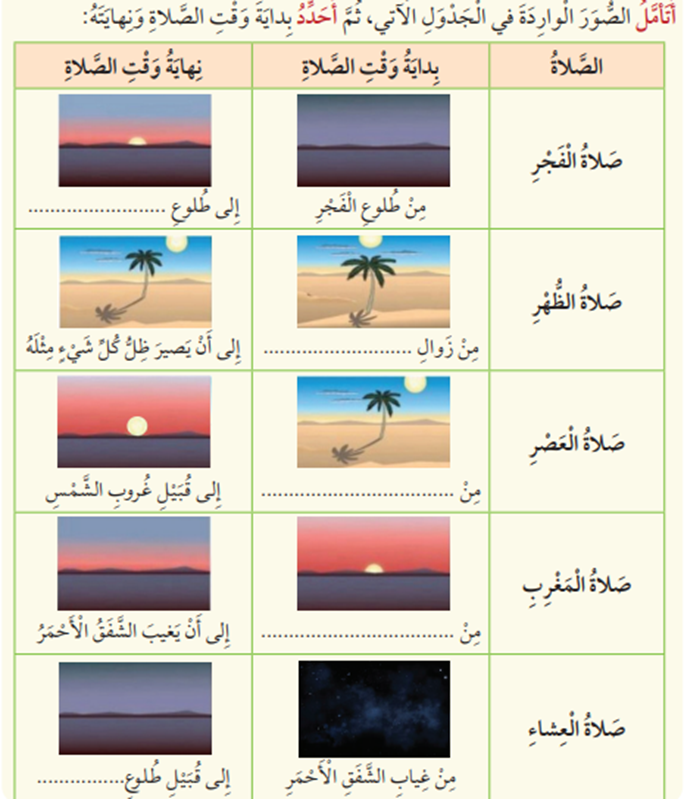 أَتَأَمَّلُ الصُّوَرَ الْوارِدَةَ في الْجَدْوَلِ الْآتي، ثُمَّ أُحَدِّدُ بِدايَةَ وَقْتِ الصَّلاةِ وَنِهايَتَهُ:
الصَّلاةُ بِدايَةُ وَقْتِ الصَّلاةِ نِهايَةُ وَقْتِ الصَّلاةِ
صَلاةُ الْفَجْرِ
مِنْ طُلوعِ الْفَجْرِ إِلى طُلوعِ .........................
صَلاةُ الظُّهْرِ
مِنْ زَوالِ ........................... إِلى أَنْ يَصيرَ ظِلُّ كُلِّ شَيْءٍ مِثْلَهُ
صَلاةُ الْعَصْرِ
مِنْ ................................... إِلى قُبَيْلِ غُروبِ الشَّمْسِ
صَلاةُ الْمَغْرِبِ
مِنْ ................................... إِلى أَنْ يَغيبَ الشَّفَقُ الْأَحْمَرُ
صَلاةُ الْعِشاءِ
مِنْ غِيابِ الشَّفَقِ الْأَحْمَرِ إِلى قُبَيْلِ طُلوعِ................